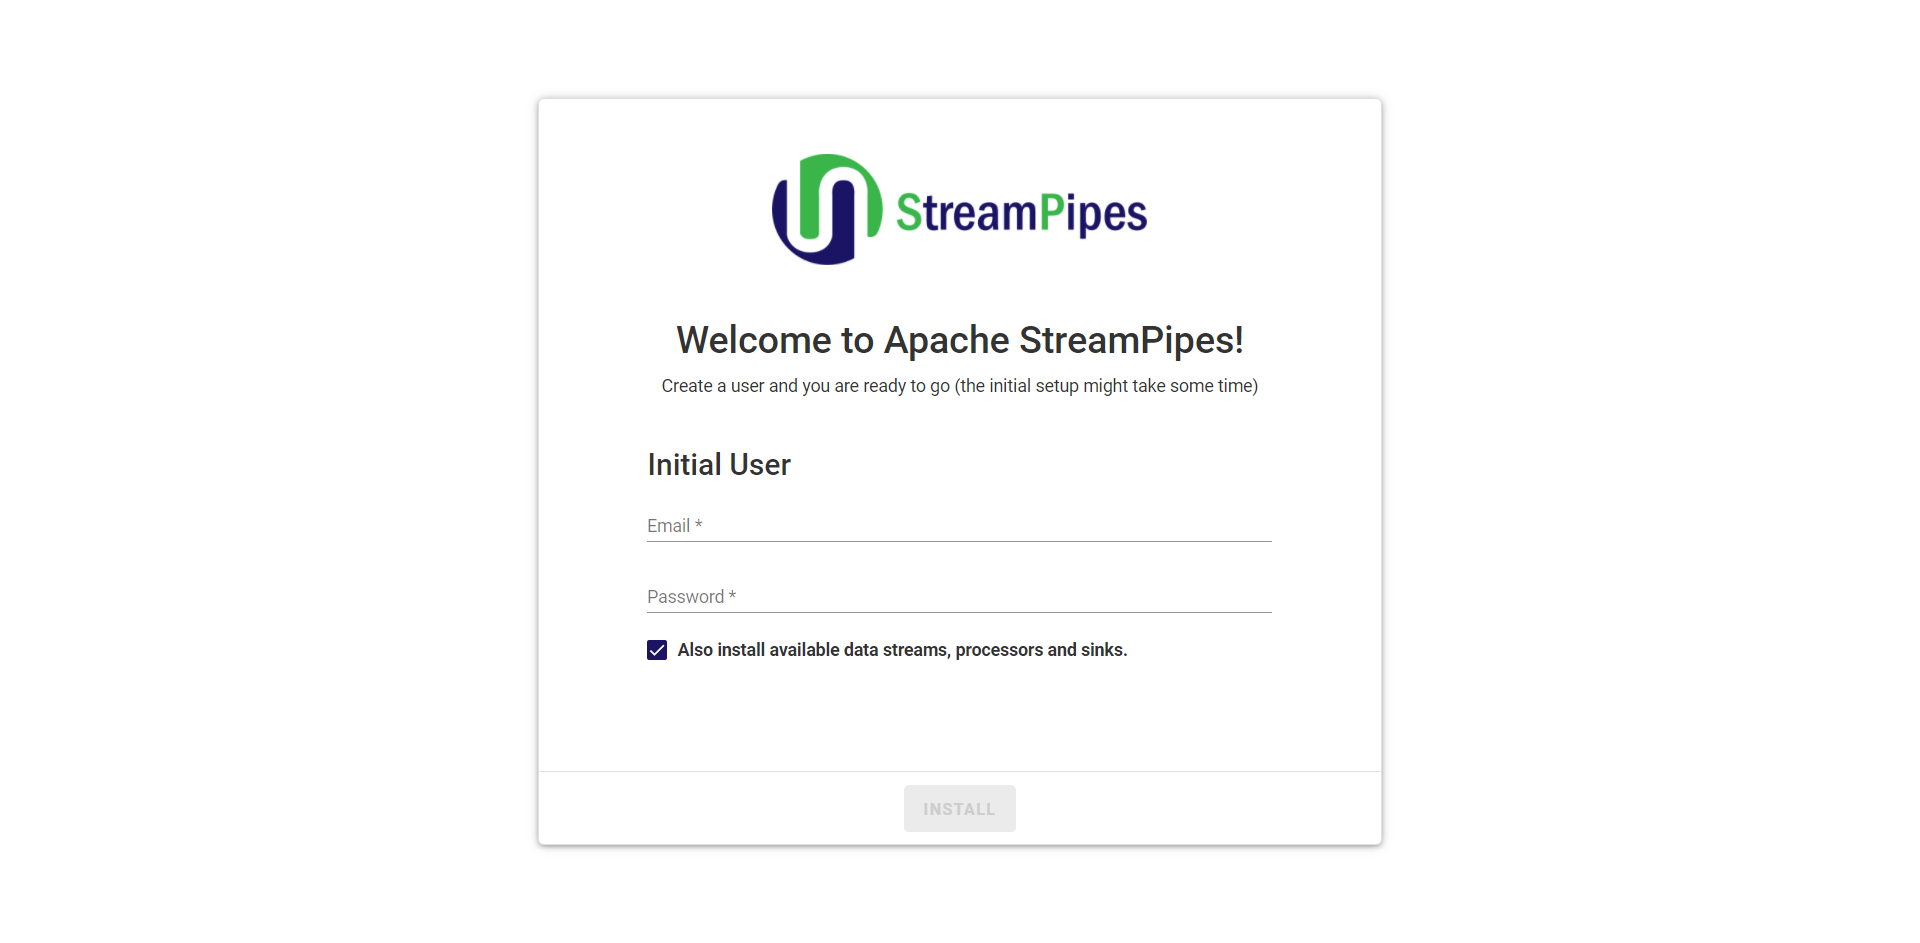 StreamPipes
Welcome to Apache StreamPipes!
Create a user and you are ready to go (the initial setup might take some time)
Initial User
Email *
Password *
Also install available data streams, processors and sinks.
INSTALL